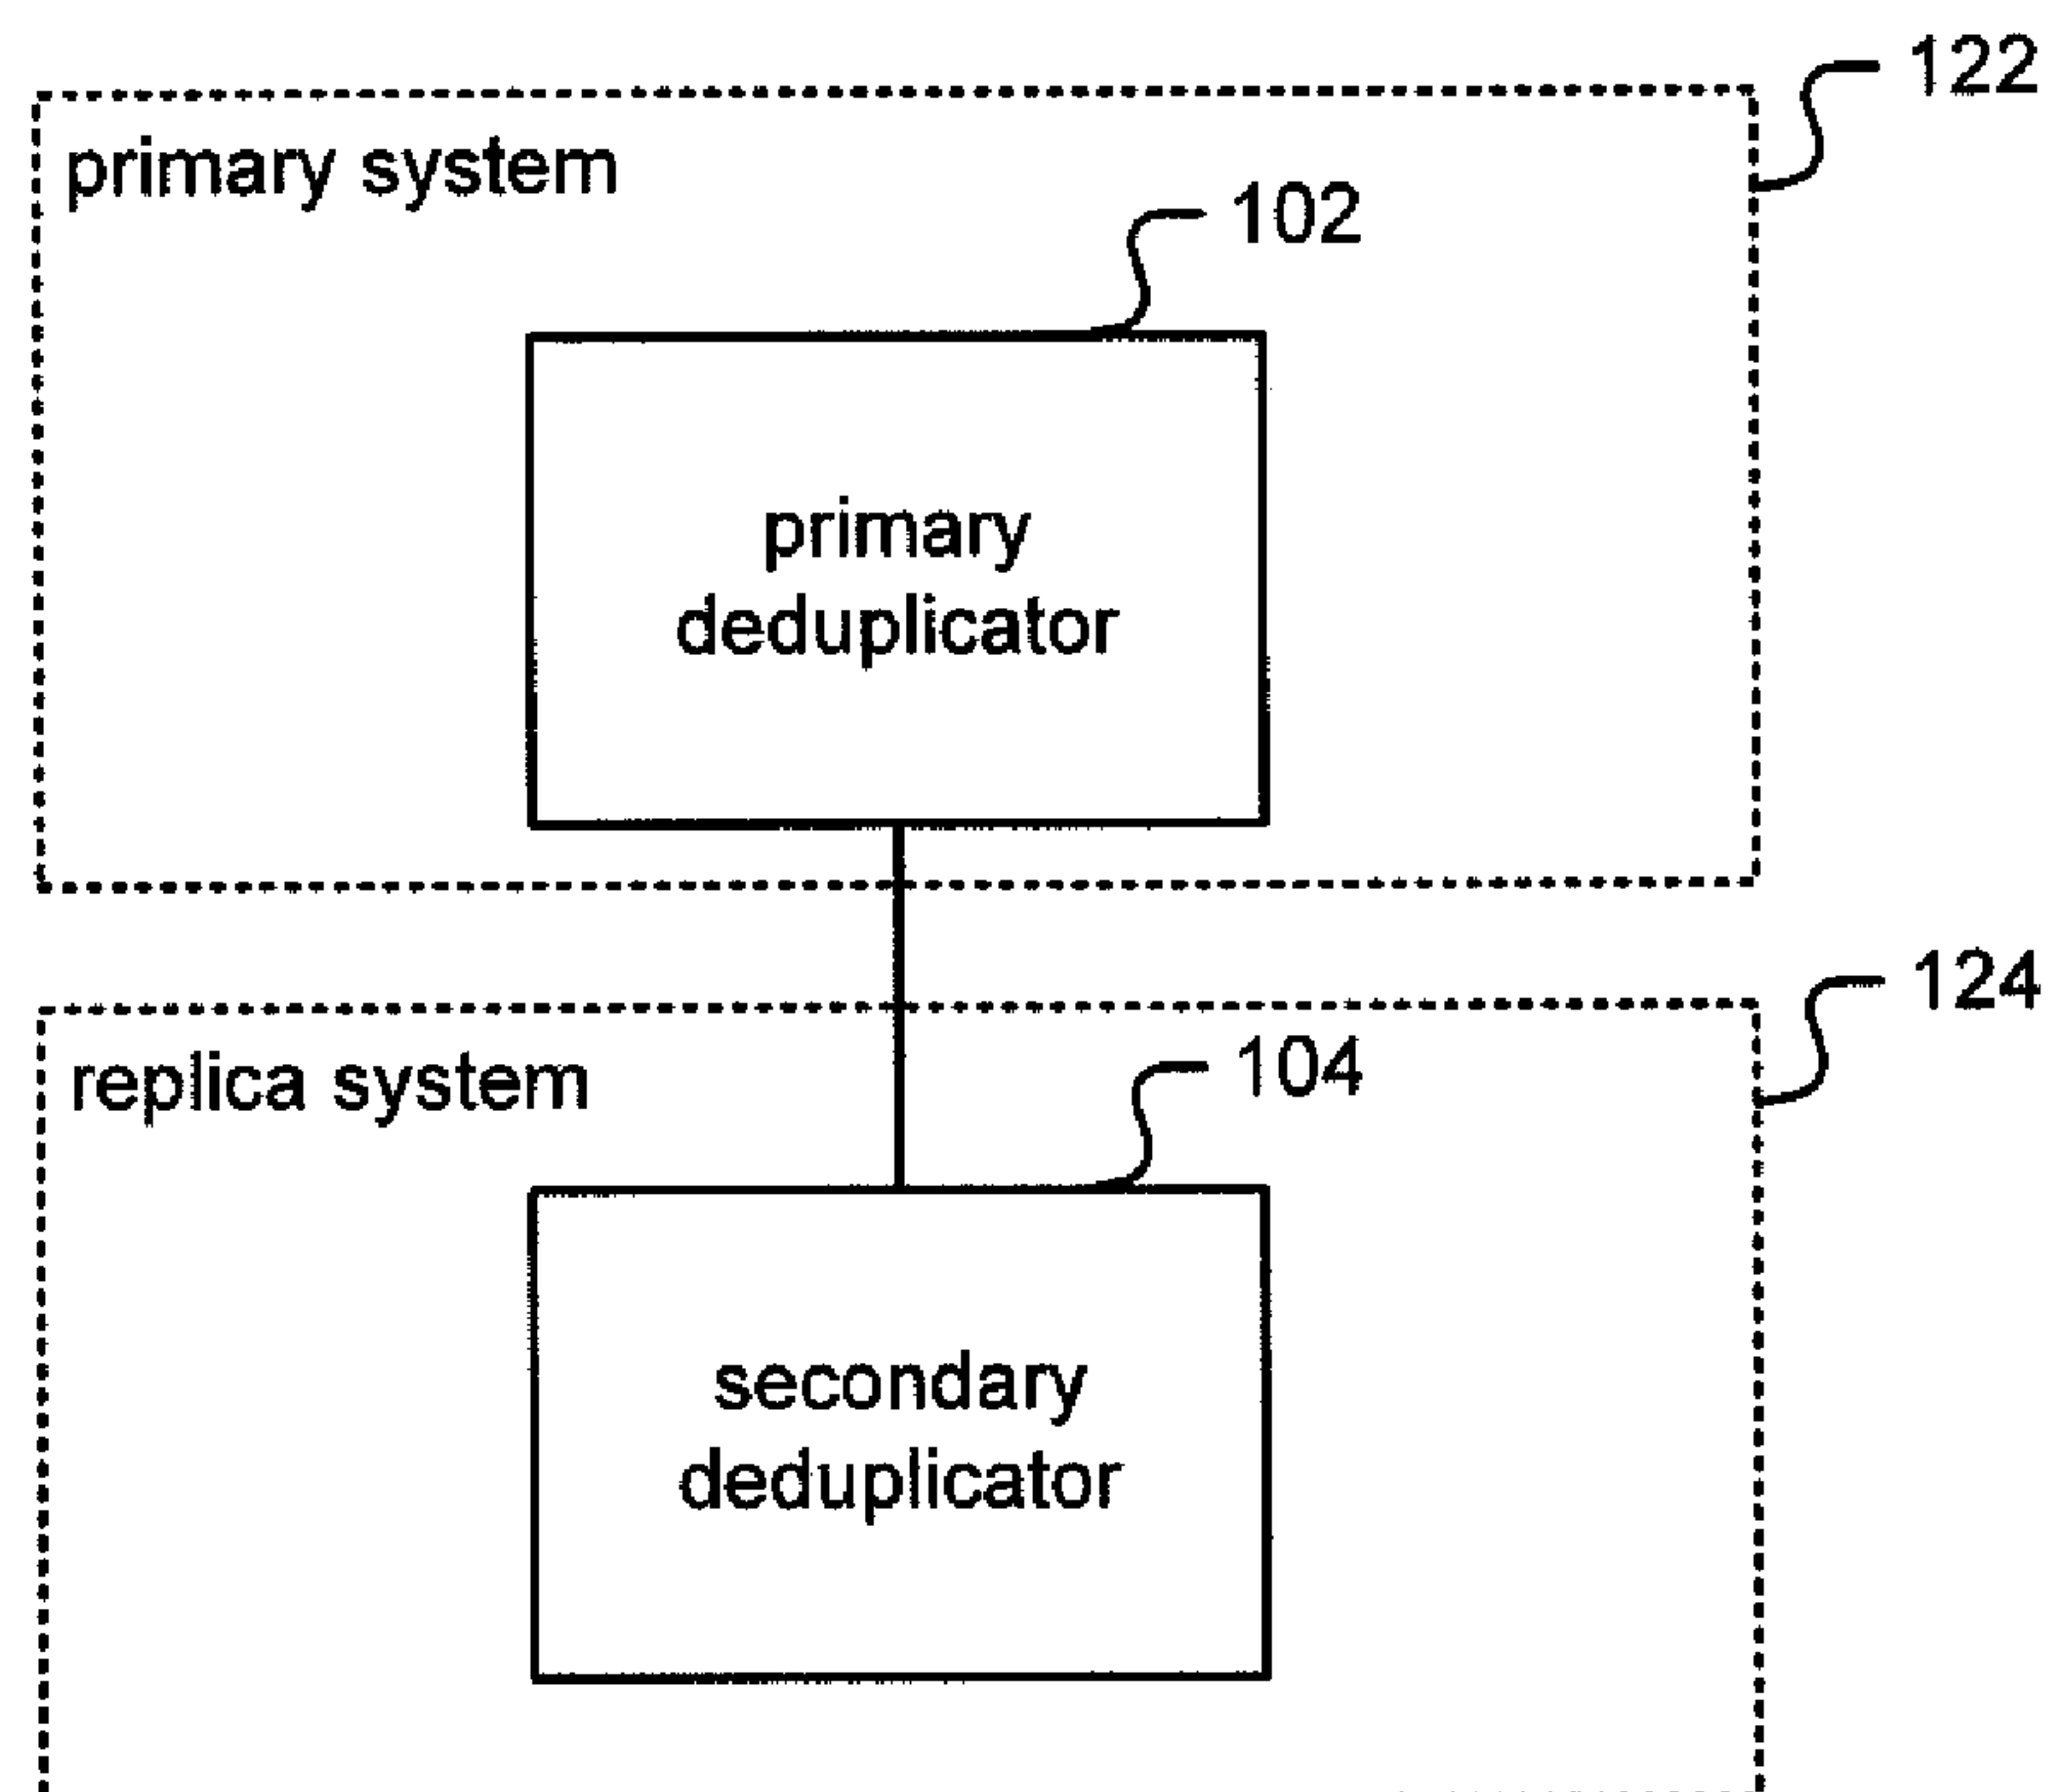 122
primary system
102
primary
deduplicator
124
replica system
104
secondary
deduplicator